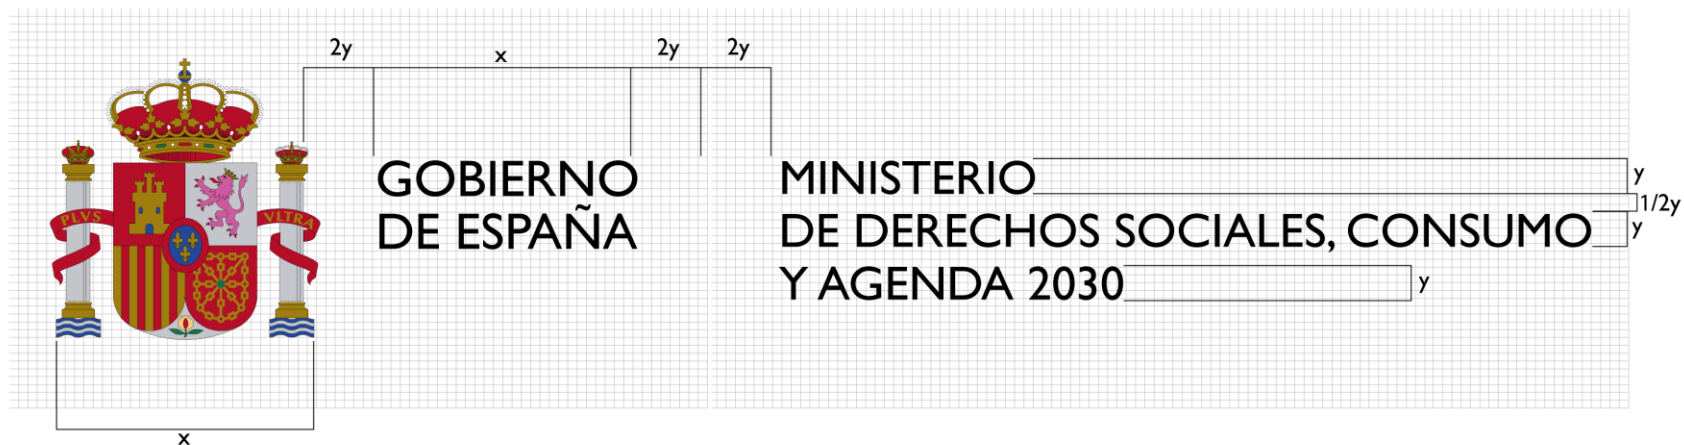 2y
x
2y
2y
GOBIERNO
DE ESPAÑA
MINISTERIO
DE DERECHOS SOCIALES, CONSUMO
Y AGENDA 2030
y
1/2y
y
y
PLVS
VLTRA
x